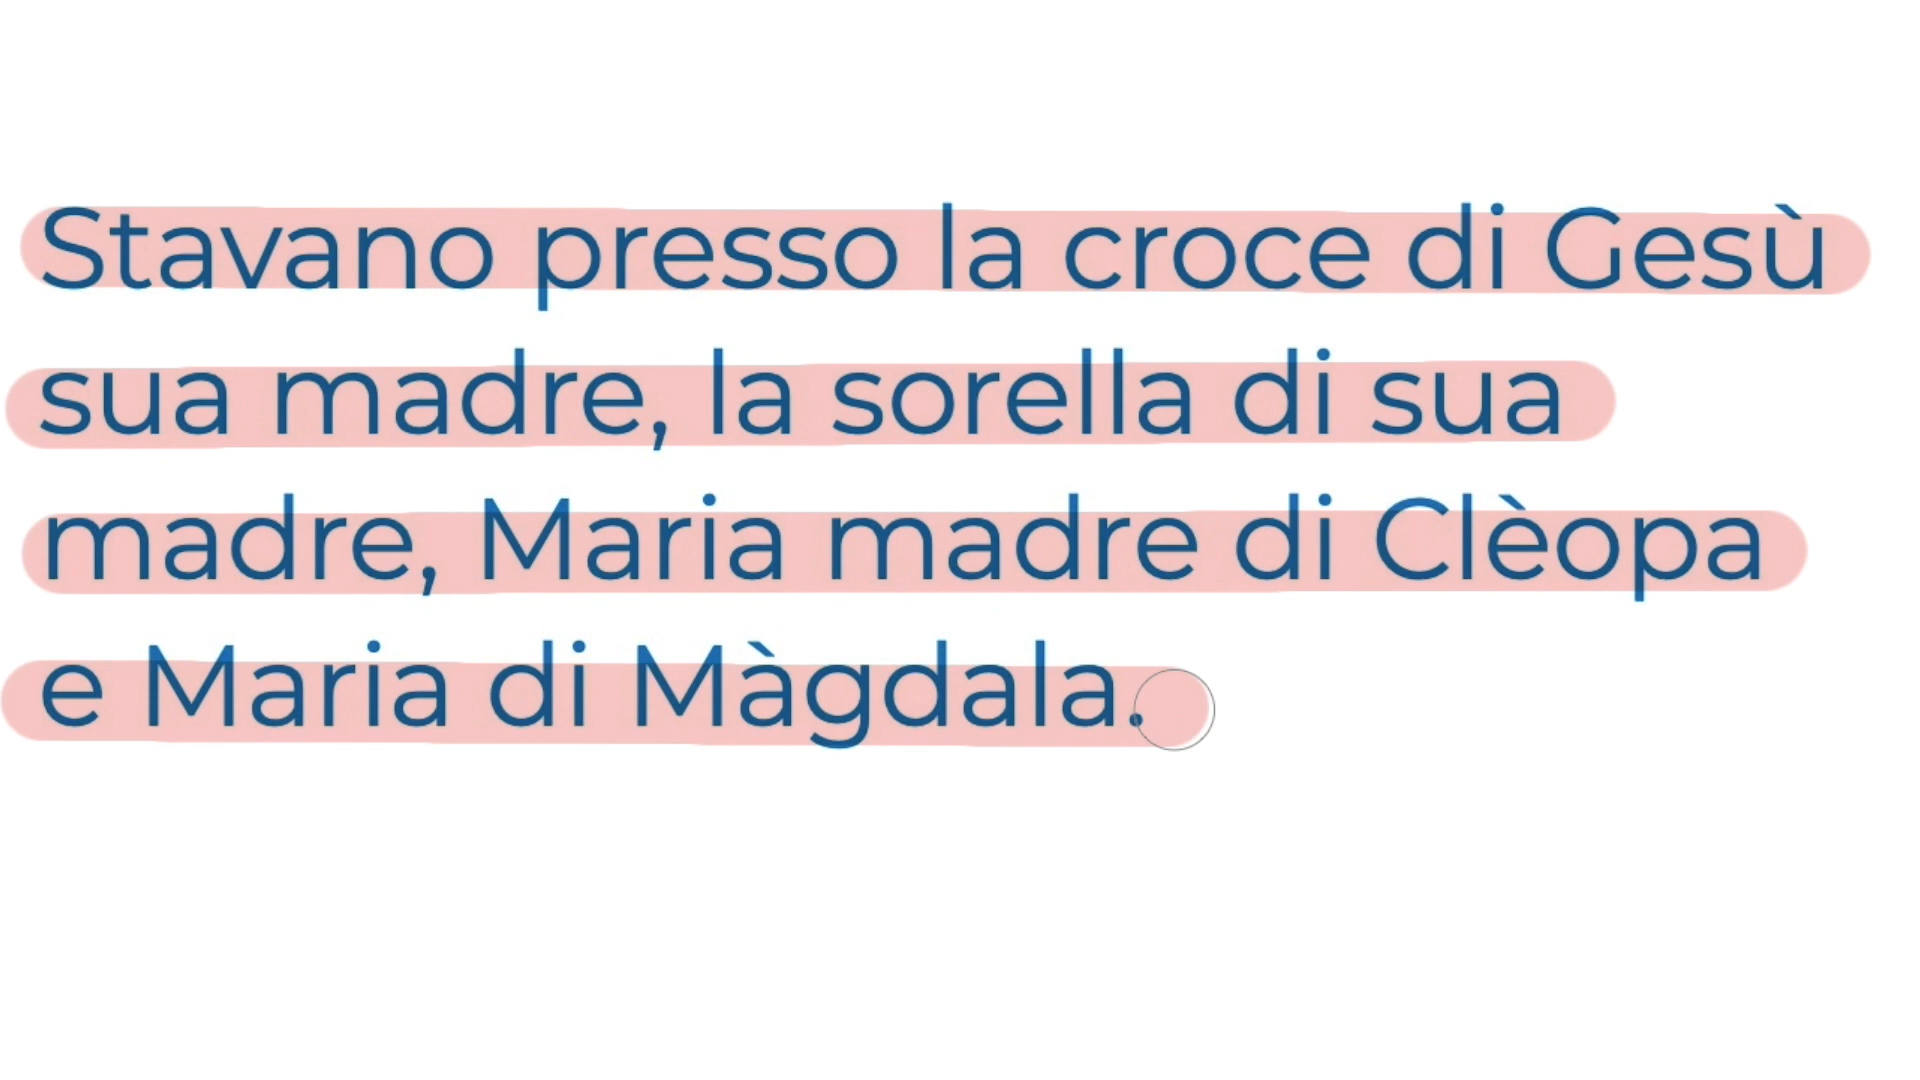 Stavano presso la croce di Gesù
sua madre, la sorella di sua
madre, Maria madre di Clèopa
e Maria di Màgdala.